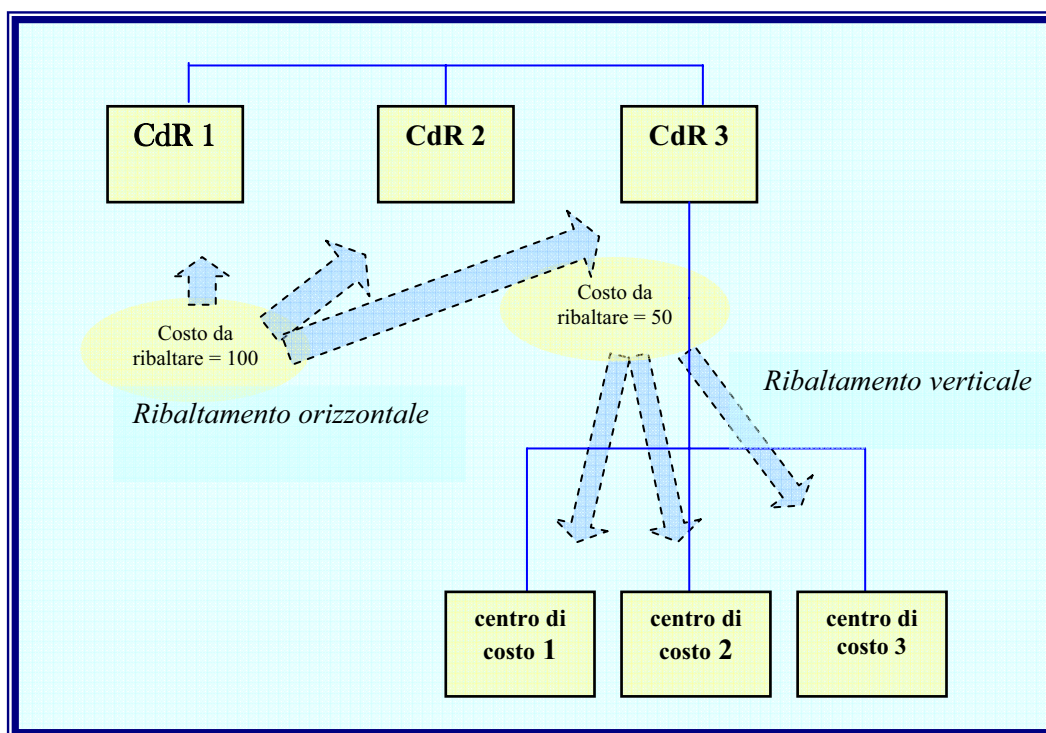 CdR 1
CdR 2
CdR 3
Costo da
ribaltare = 100
Costo da
ribaltare = 50
Ribaltamento orizzontale
Ribaltamento verticale
centro di
costo 1
centro di
costo 2
centro di
costo 3